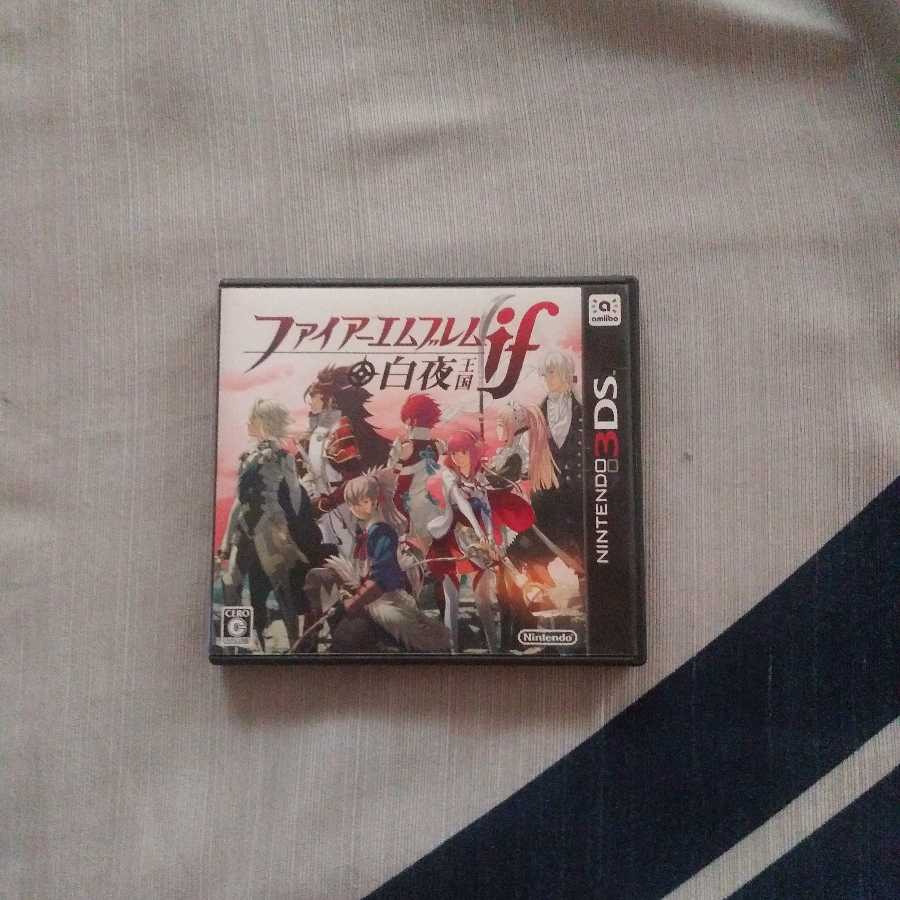 ファイアーエムブレムif
白夜王国
amiibo
NINTENDO 3DS
CERO
C
Nintendo